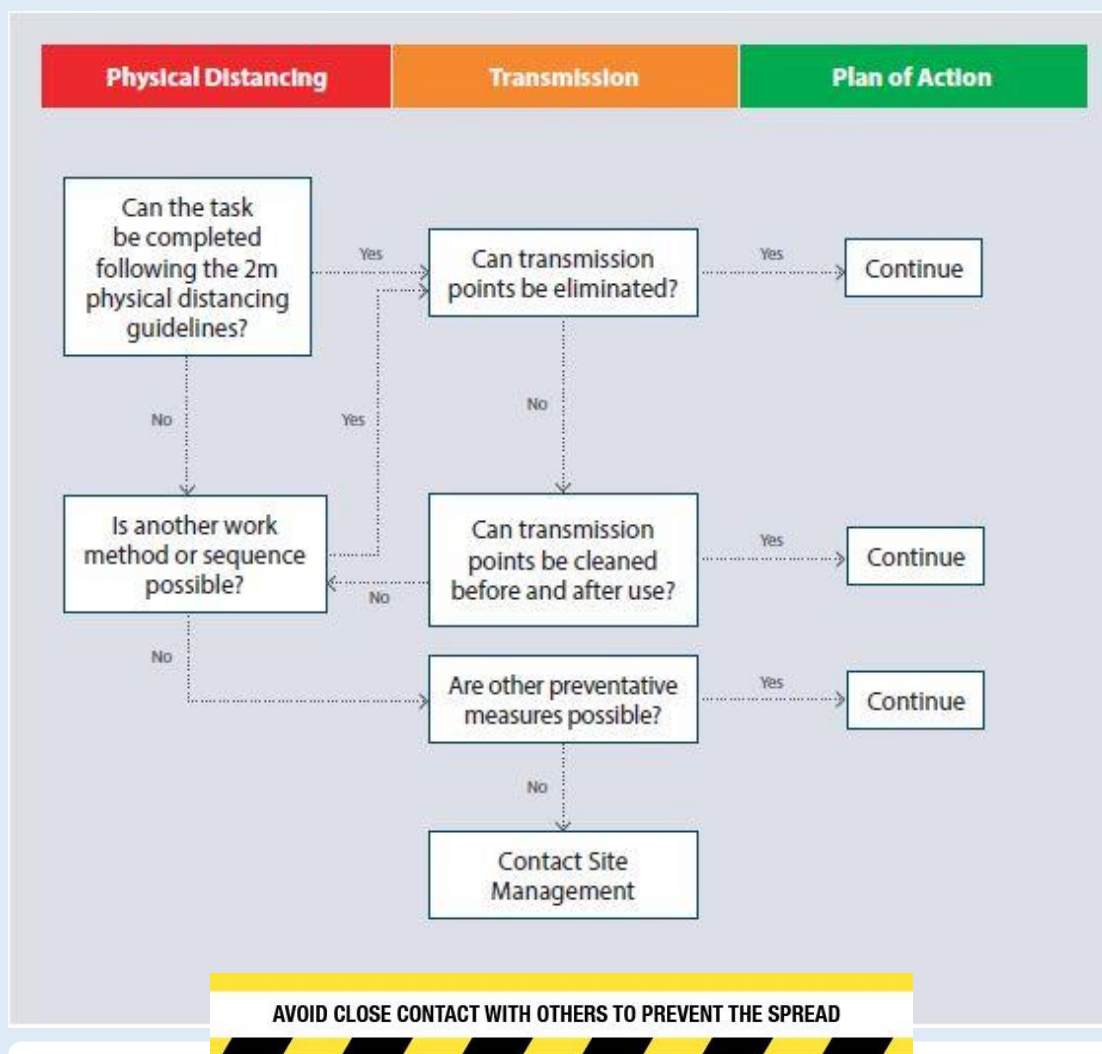 Physical Distancing
Transmission
Plan of Action
Can the task
be completed
following the 2m
physical distancing
guidelines?
Yes
Can transmission
points be eliminated?
Yes
Continue
No
Yes
No
Is another work
method or sequence
possible?
No
Can transmission
points be cleaned
before and after use?
Yes
Continue
No
Are other preventative
measures possible?
Yes
Continue
No
Contact Site
Management
AVOID CLOSE CONTACT WITH OTHERS TO PREVENT THE SPREAD